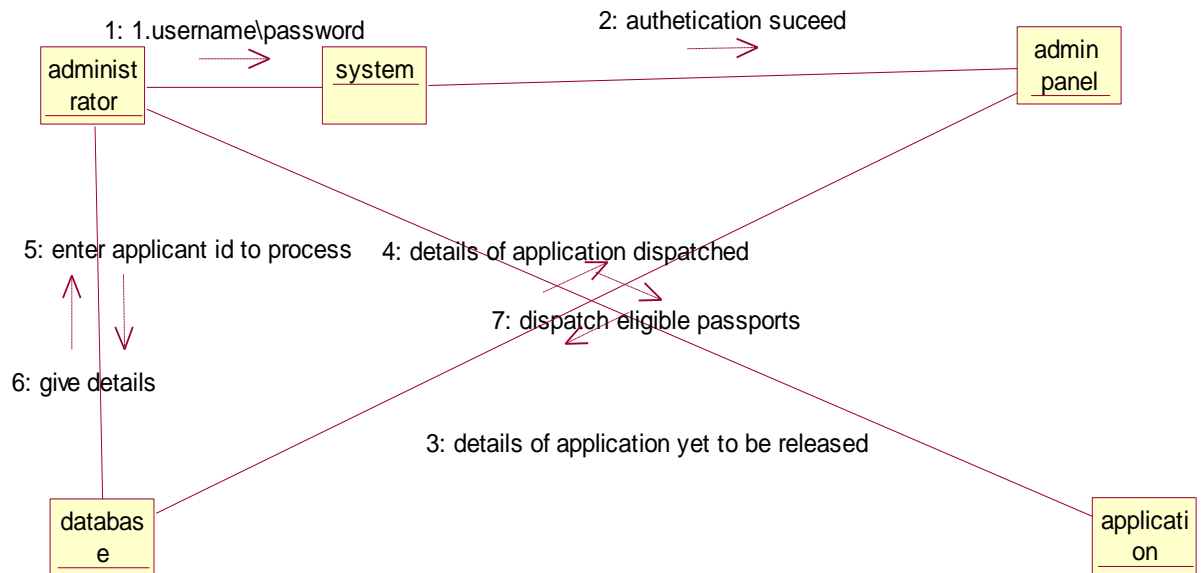 1: 1.username\password
2: authetication suceed
administ
rator
system
admin
panel
5: enter applicant id to process
4: details of application dispatched
7: dispatch eligible passports
6: give details
3: details of application yet to be released
databas
e
applicati
on